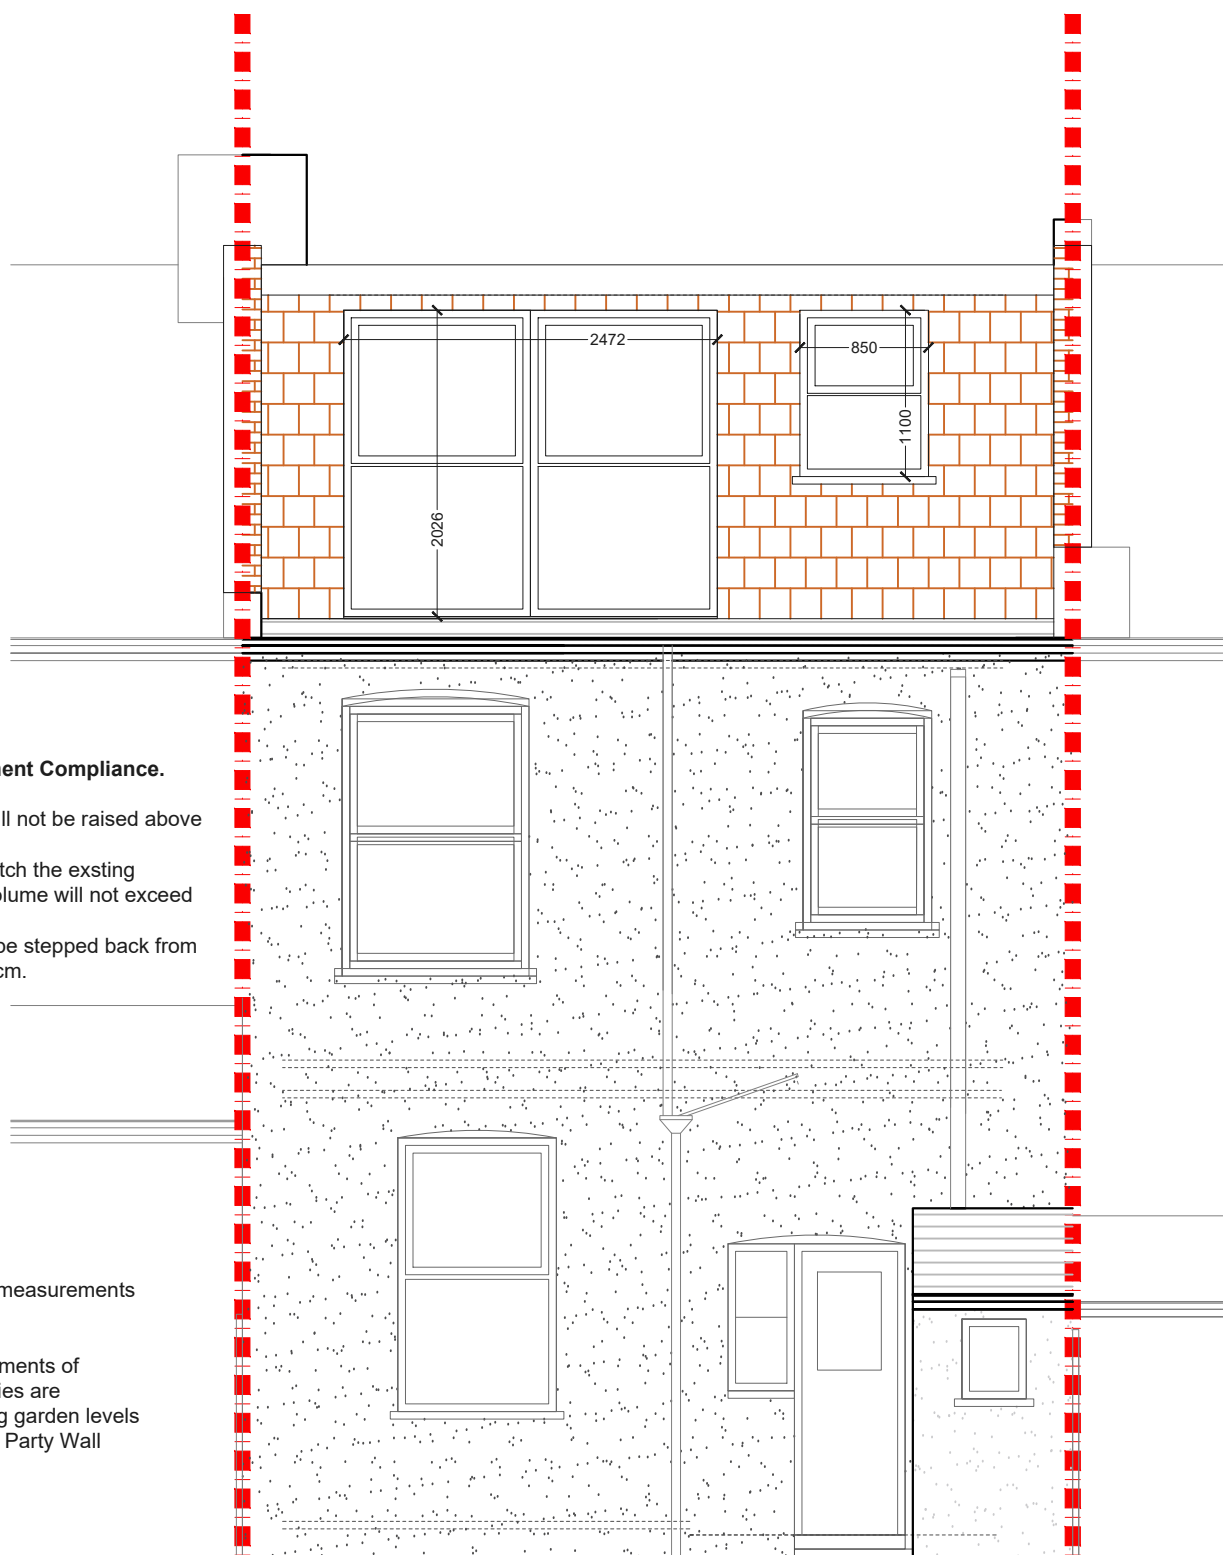 2472
850
1100
2026
ent Compliance.
ll not be raised above
tch the exsting
lume will not exceed
be stepped back from
cm.
measurements
ments of
ies are
g garden levels
Party Wall